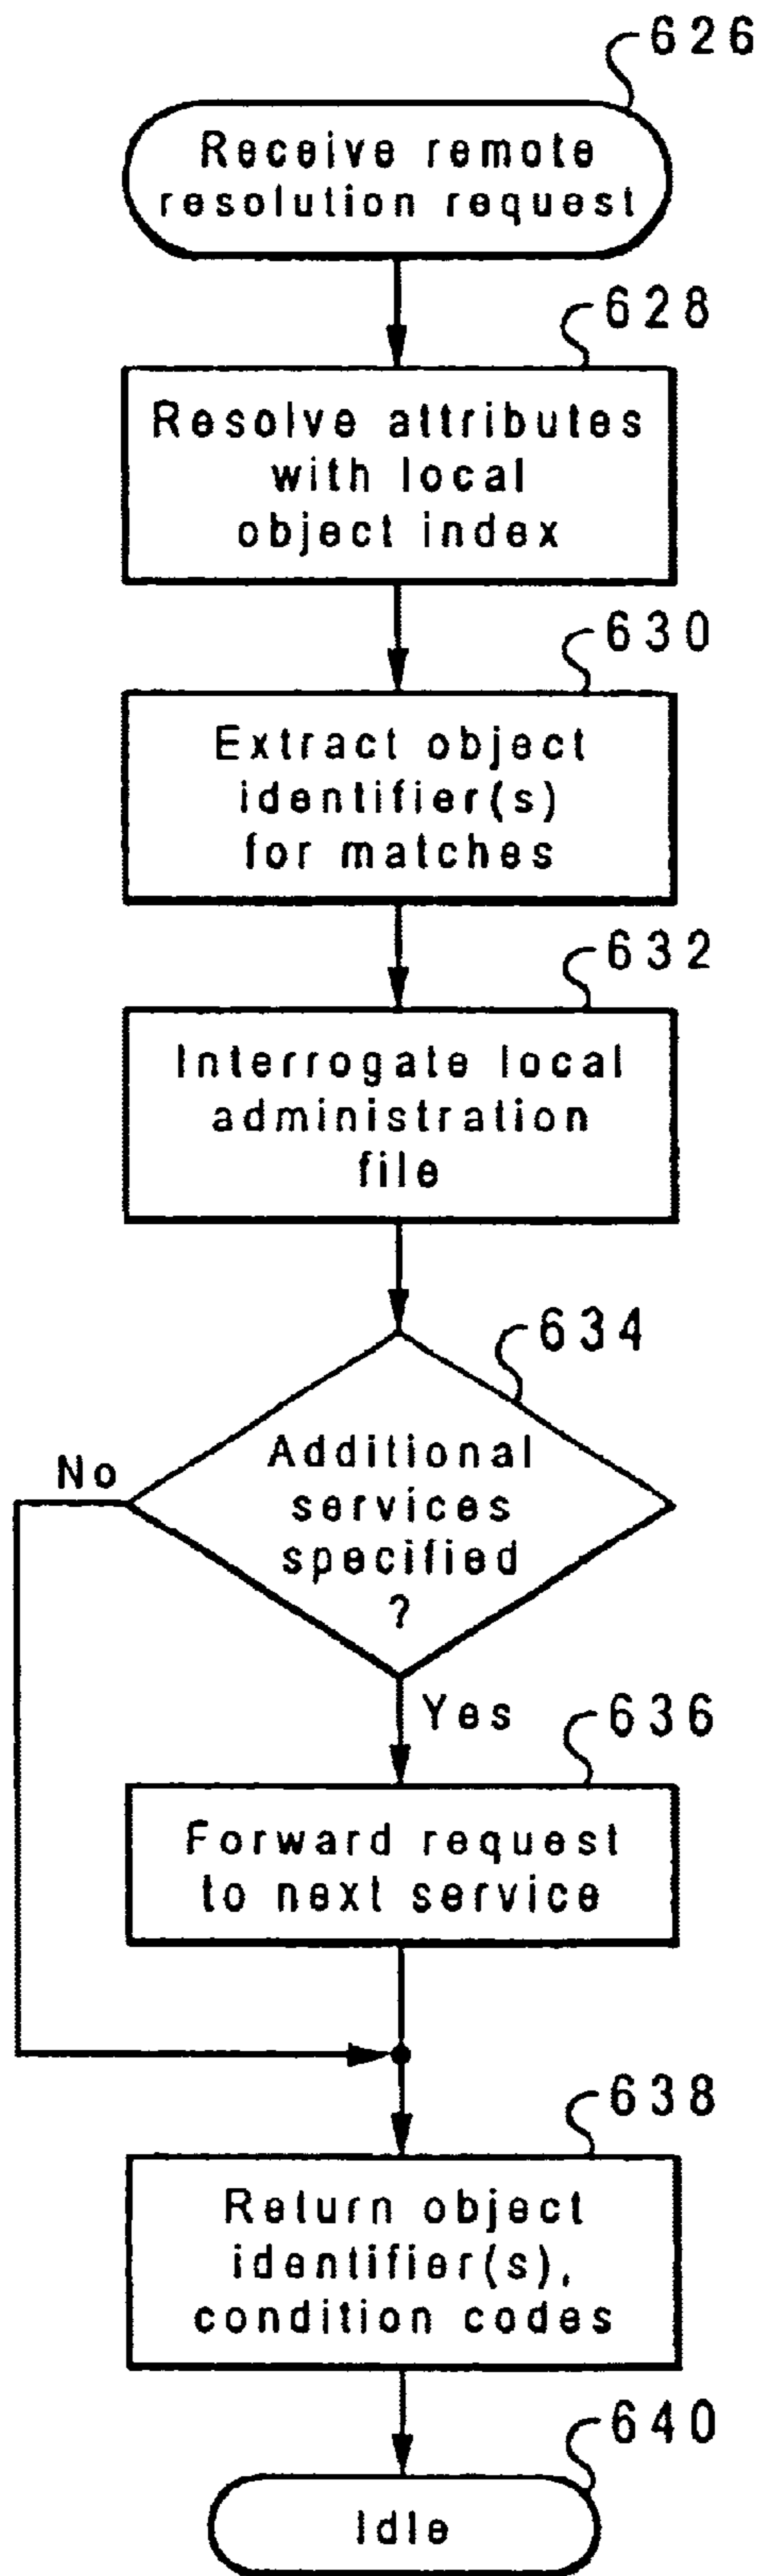 626
Receive remote
resolution request
628
Resolve attributes
with local
object index
630
Extract object
identifier(s)
for matches
632
Interrogate local
administration
file
634
Additional
services
specified
?
No
Yes
636
Forward request
to next service
638
Return object
identifier(s),
condition codes
640
Idle